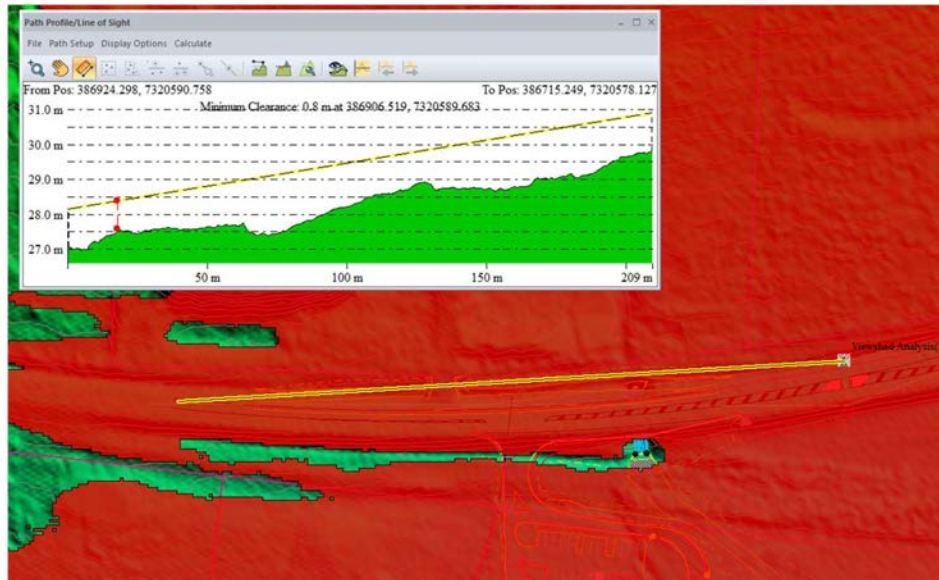 Path Profile/Line of Sight
File Path Setup Display Options Calculate
From Pos: 386924.298, 7320590.758 To Pos: 386715.249, 7320578.127
Minimum Clearance: 0.8 m at 386906.519, 7320589.683
31.0 m
30.0 m
29.0 m
28.0 m
27.0 m
50 m 100 m 150 m 209 m
Viewshed Analysis(